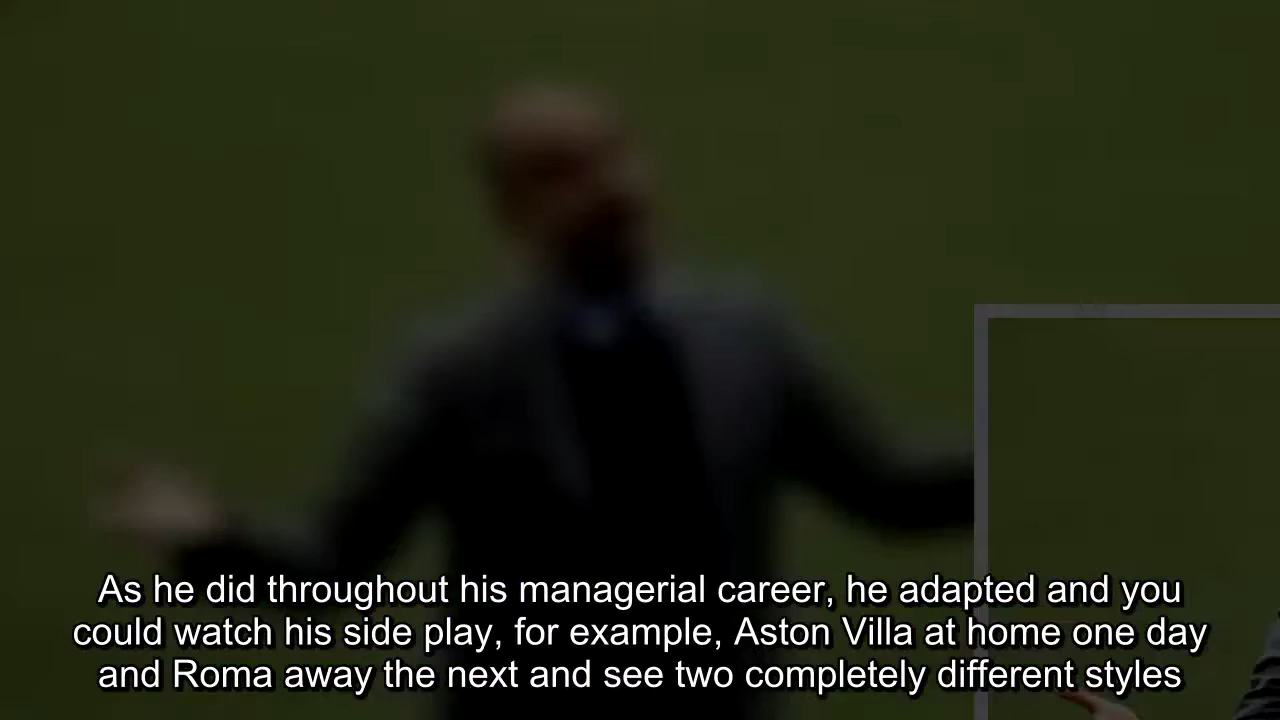 As he did throughout his managerial career, he adapted and you
could watch his side play, for example, Aston Villa at home one day
and Roma away the next and see two completely different styles